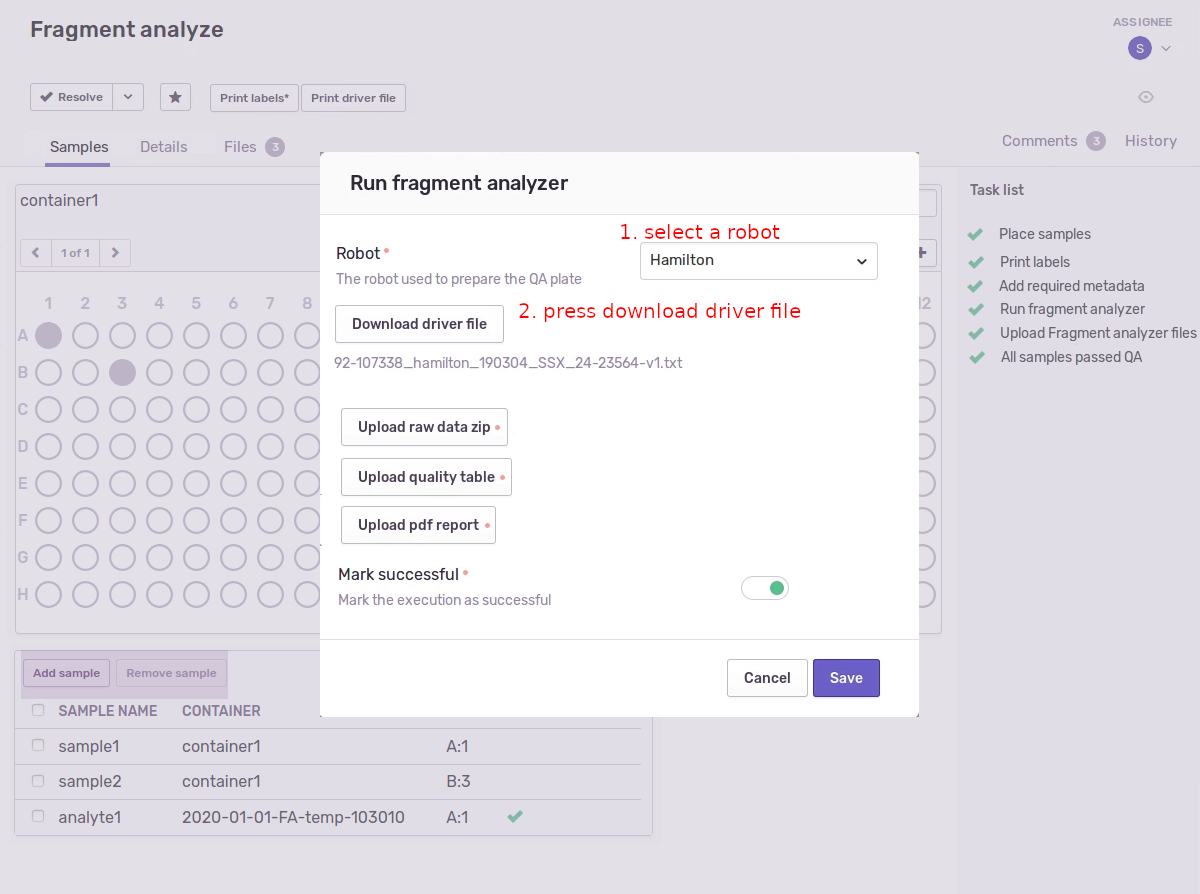 Fragment analyze
ASSIGNEE
S
Resolve
Print labels*
Print driver file
Samples
Details
Files 3
Comments 3
History
container1
1 of 1
1 2 3 4 5 6 7 8
12
A
B
C
D
E
F
G
H
Run fragment analyzer
1. select a robot
Robot *
Hamilton
The robot used to prepare the QA plate
Download driver file
2. press download driver file
92-107338_hamilton_190304_SSX_24-23564-v1.txt
Upload raw data zip
Upload quality table
Upload pdf report
Mark successful *
Mark the execution as successful
Cancel
Save
Task list
Place samples
Print labels
Add required metadata
Run fragment analyzer
Upload Fragment analyzer files
All samples passed QA
Add sample
Remove sample
SAMPLE NAME CONTAINER
sample1 container1 A:1
sample2 container1 B:3
analyte1 2020-01-01-FA-temp-103010 A:1